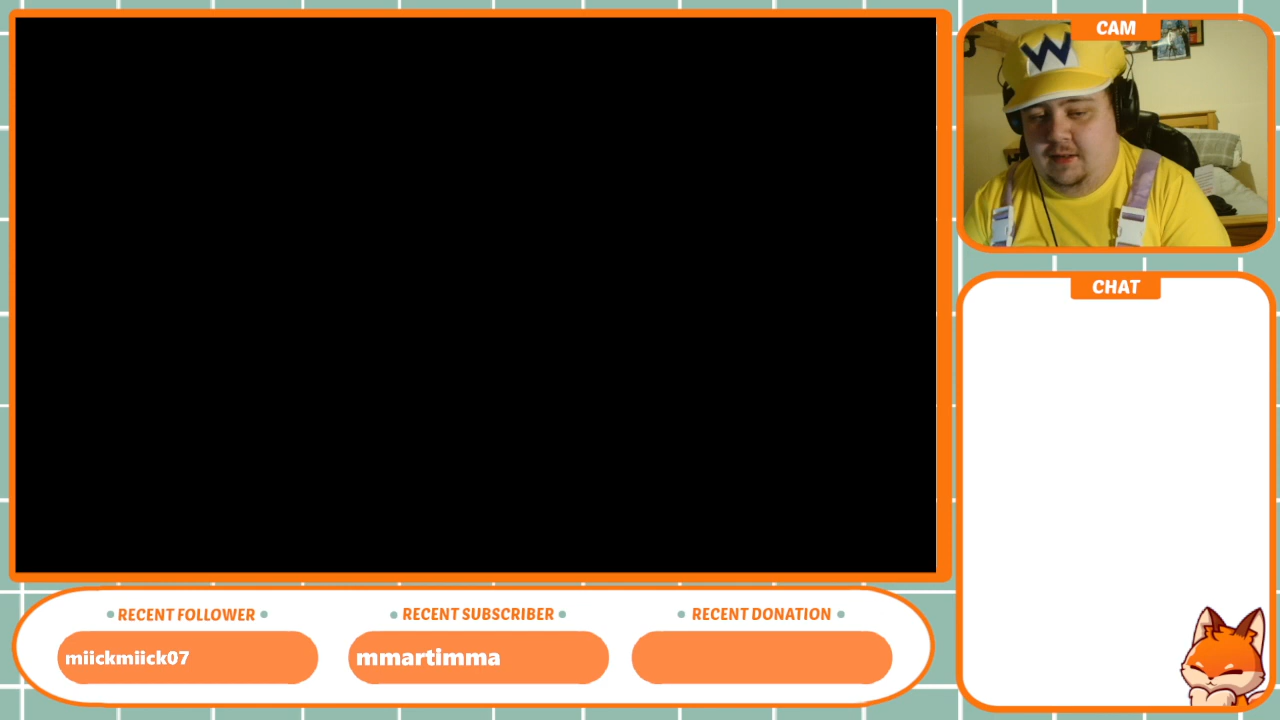 CAM
W
CHAT
RECENT FOLLOWER
RECENT SUBSCRIBER
RECENT DONATION
miickmiick07
mmartimma